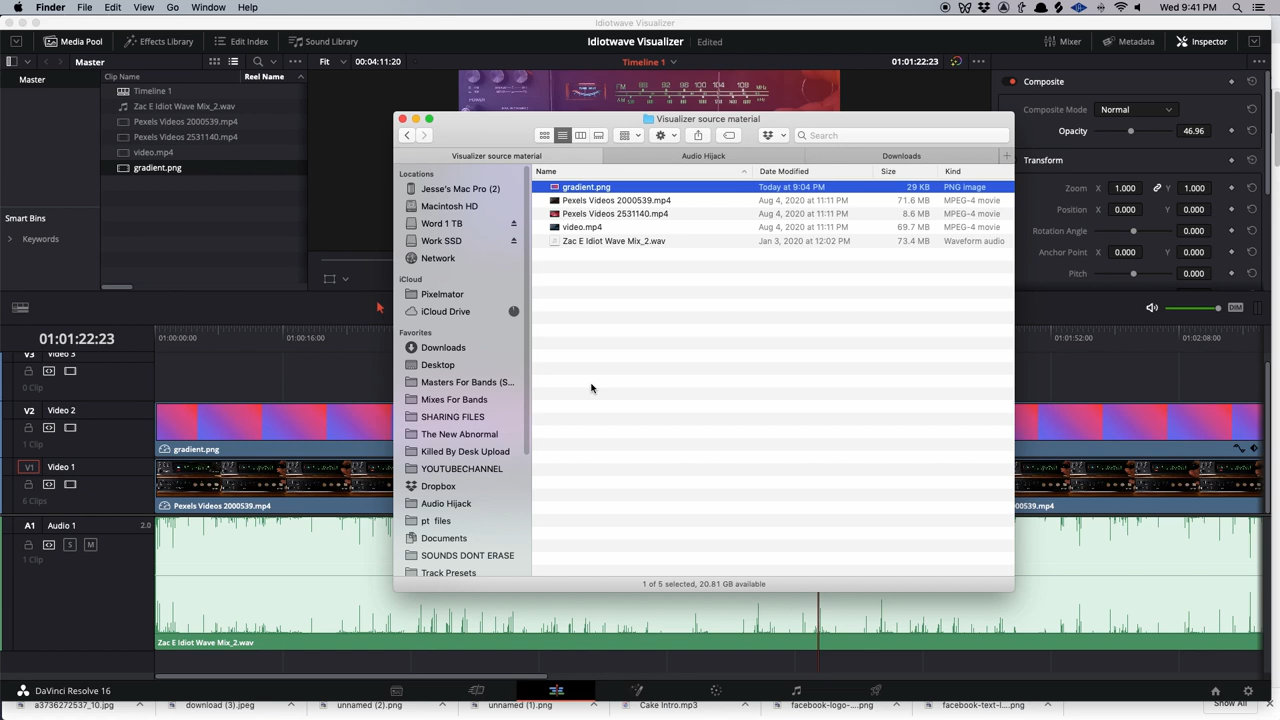 Finder File Edit View Go Window Help Wed 9:41 PM
Idiotwave Visualizer
Media Pool Effects Library Edit Index Sound Library Idiotwave Visualizer Edited Mixer Metadata Inspector
Master Fit 00:04:11:20 Timeline 1 01:01:22:23
Master
Clip Name Reel Name
Timeline 1
Zac E Idiot Wave Mix_2.wav
Pexels Videos 2000539.mp4
Pexels Videos 2531140.mp4
video.mp4
gradient.png
Smart Bins
Keywords
FM 88 92 96 100 104 108
POWER
Composite
Composite Mode Normal
Opacity 46.96
Transform
Zoom X 1.000 Y 1.000
Position X 0.000 Y 0.000
Rotation Angle 0.000
Anchor Point X 0.000 Y 0.000
Pitch 0.000
Visualizer source material
Search
Visualizer source material Audio Hijack Downloads
Locations
Jesse's Mac Pro (2)
Macintosh HD
Word 1 TB
Work SSD
Network
iCloud
Pixelmator
iCloud Drive
Favorites
Downloads
Desktop
Masters For Bands (S...
Mixes For Bands
SHARING FILES
The New Abnormal
Killed By Desk Upload
YOUTUBECHANNEL
Dropbox
Audio Hijack
pt files
Documents
SOUNDS DONT ERASE
Track Presets
Name Date Modified Size Kind
gradient.png Today at 9:04 PM 29 KB PNG image
Pexels Videos 2000539.mp4 Aug 4, 2020 at 11:11 PM 71.6 MB MPEG-4 movie
Pexels Videos 2531140.mp4 Aug 4, 2020 at 11:11 PM 8.6 MB MPEG-4 movie
video.mp4 Aug 4, 2020 at 11:11 PM 69.7 MB MPEG-4 movie
Zac E Idiot Wave Mix_2.wav Jan 3, 2020 at 12:02 PM 73.4 MB Waveform audio
1 of 5 selected, 20.81 GB available
DIM
01:01:22:23
01:00:00:00 01:00:16:00 01:01:52:00 01:02:08:00
V3 Video 3
0 Clip
V2 Video 2
1 Clip
gradient.png
V1 Video 1
6 Clips
Pexels Videos 2000539.mp4
0539.mp4
A1 Audio 1 2.0
S M
1 Clip
Zac E Idiot Wave Mix_2.wav
DaVinci Resolve 16
a3736272537_10.jpg download (3).jpeg unnamed (2).png unnamed (1).png Cake Intro.mp3 facebook-logo-....png facebook-text-l....png Show All